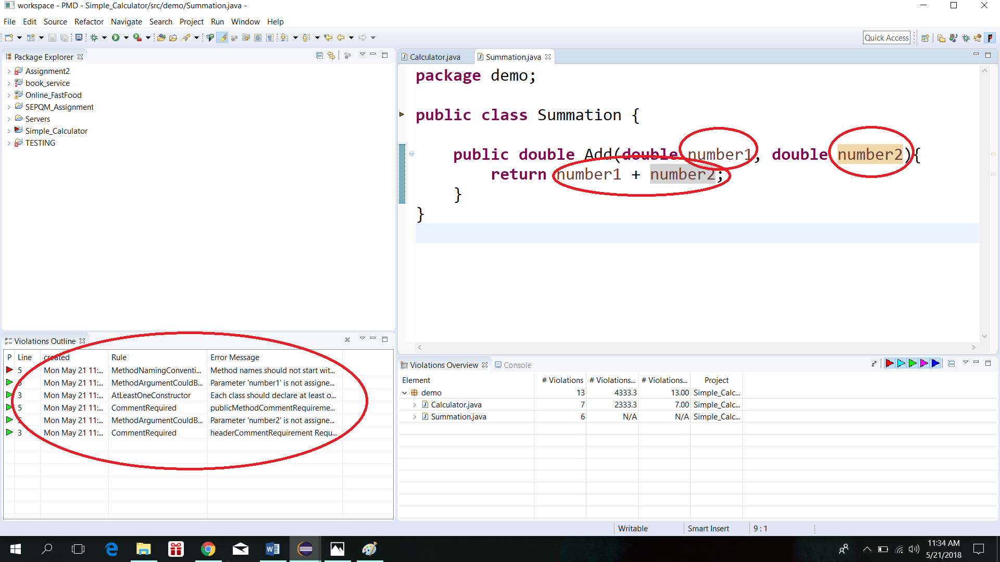 workspace - PMD - Simple_Calculator/src/demo/Summation.java -
File Edit Source Refactor Navigate Search Project Run Window Help
Quick Access
Package Explorer
Assignment2
book_service
Online_FastFood
SEPQM_Assignment
Servers
Simple_Calculator
TESTING
Calculator.java Summation.java
package demo;
public class Summation {
public double Add(double number1, double number2){
return number1 + number2;
}
}
Violations Outline
P Line created Rule Error Message
5 Mon May 21 11:... MethodNamingConventi... Method names should not start wit...
Mon May 21 11:... MethodArgumentCouldB... Parameter 'number1' is not assigne...
3 Mon May 21 11:... AtLeastOneConstructor Each class should declare at least o...
5 Mon May 21 11:... CommentRequired publicMethodCommentRequireme...
Mon May 21 11:... MethodArgumentCouldB... Parameter 'number2' is not assigne...
3 Mon May 21 11:... CommentRequired headerCommentRequirement Requ...
Violations Overview Console
Element # Violations # Violations... # Violations... Project
demo 13 4333.3 13.00 Simple_Calc...
Calculator.java 7 2333.3 7.00 Simple_Calc...
Summation.java 6 N/A N/A Simple_Calc...
Writable Smart Insert 9 : 1
11:34 AM
5/21/2018